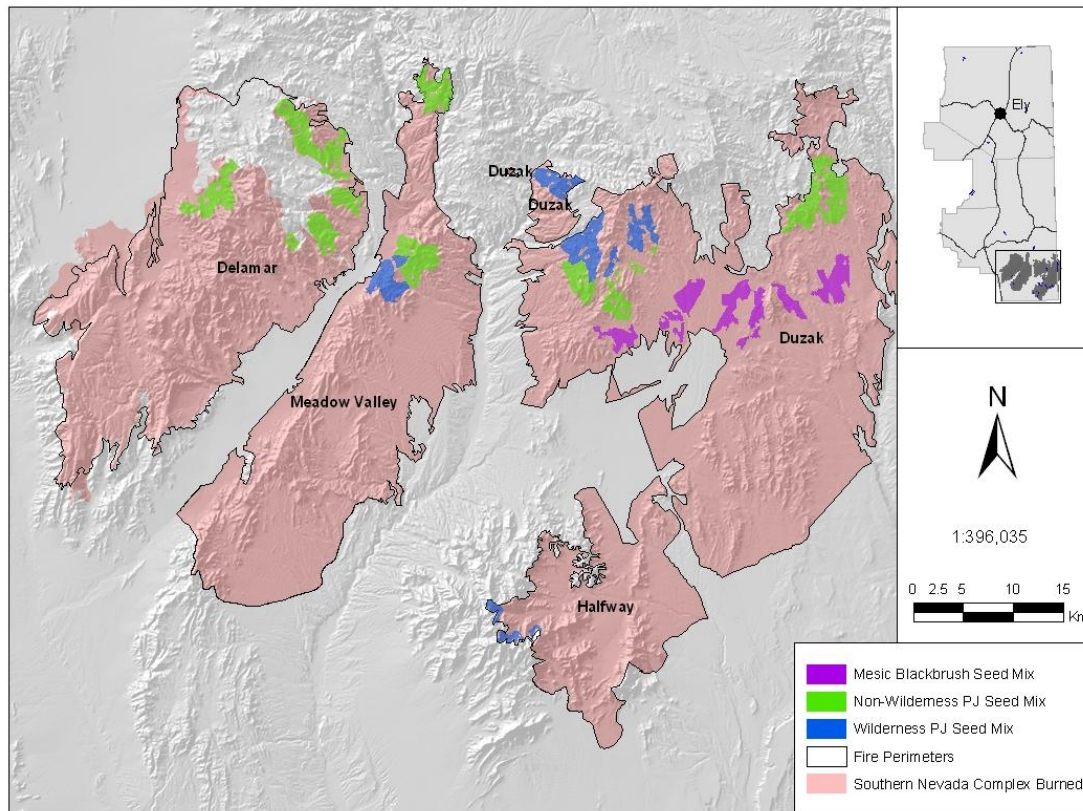 Duzak
Duzak
Delamar
Duzak
Meadow Valley
Halfway
Ely
N
1:396,035
0 2.5 5 10 15
Km
Mesic Blackbrush Seed Mix
Non-Wilderness PJ Seed Mix
Wilderness PJ Seed Mix
Fire Perimeters
Southern Nevada Complex Burned